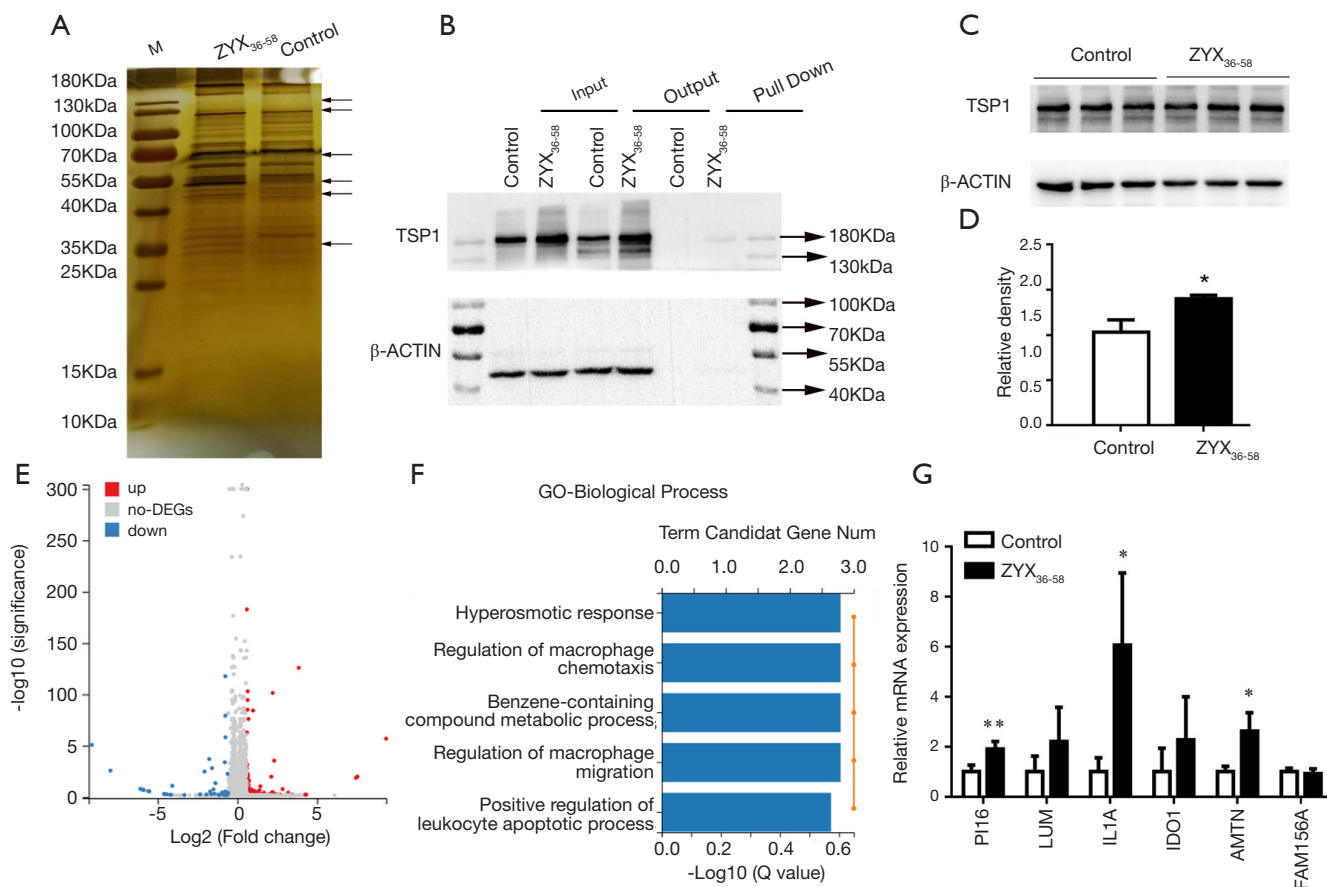 A
M
ZYX36-58
Control
180KDa
130kDa
100KDa
70KDa
55KDa
40KDa
35KDa
25KDa
15KDa
10KDa
B
Input
Output
Pull Down
Control
ZYX36-58
Control
ZYX36-58
Control
ZYX36-58
TSP1
180KDa
130kDa
β-ACTIN
100KDa
70KDa
55KDa
40KDa
C
Control
ZYX36-58
TSP1
β-ACTIN
D
Relative density
2.5
2.0
1.5
1.0
0.5
0.0
*
Control
ZYX36-58
E
-log10 (significance)
300
250
200
150
100
5
0
up
no-DEGs
down
-5
0
5
Log2 (Fold change)
F
GO-Biological Process
Term Candidat Gene Num
0.0
1.0
2.0
3.0
Hyperosmotic response
Regulation of macrophage
chemotaxis
Benzene-containing
compound metabolic process;
Regulation of macrophage
migration
Positive regulation of
leukocyte apoptotic process
0.0
0.2
0.4
0.6
-Log10 (Q value)
G
Relative mRNA expression
10
8
6
4
2
0
Control
ZYX36-58
**
*
*
PI16
LUM
IL1A
IDO1
AMTN
FAM156A